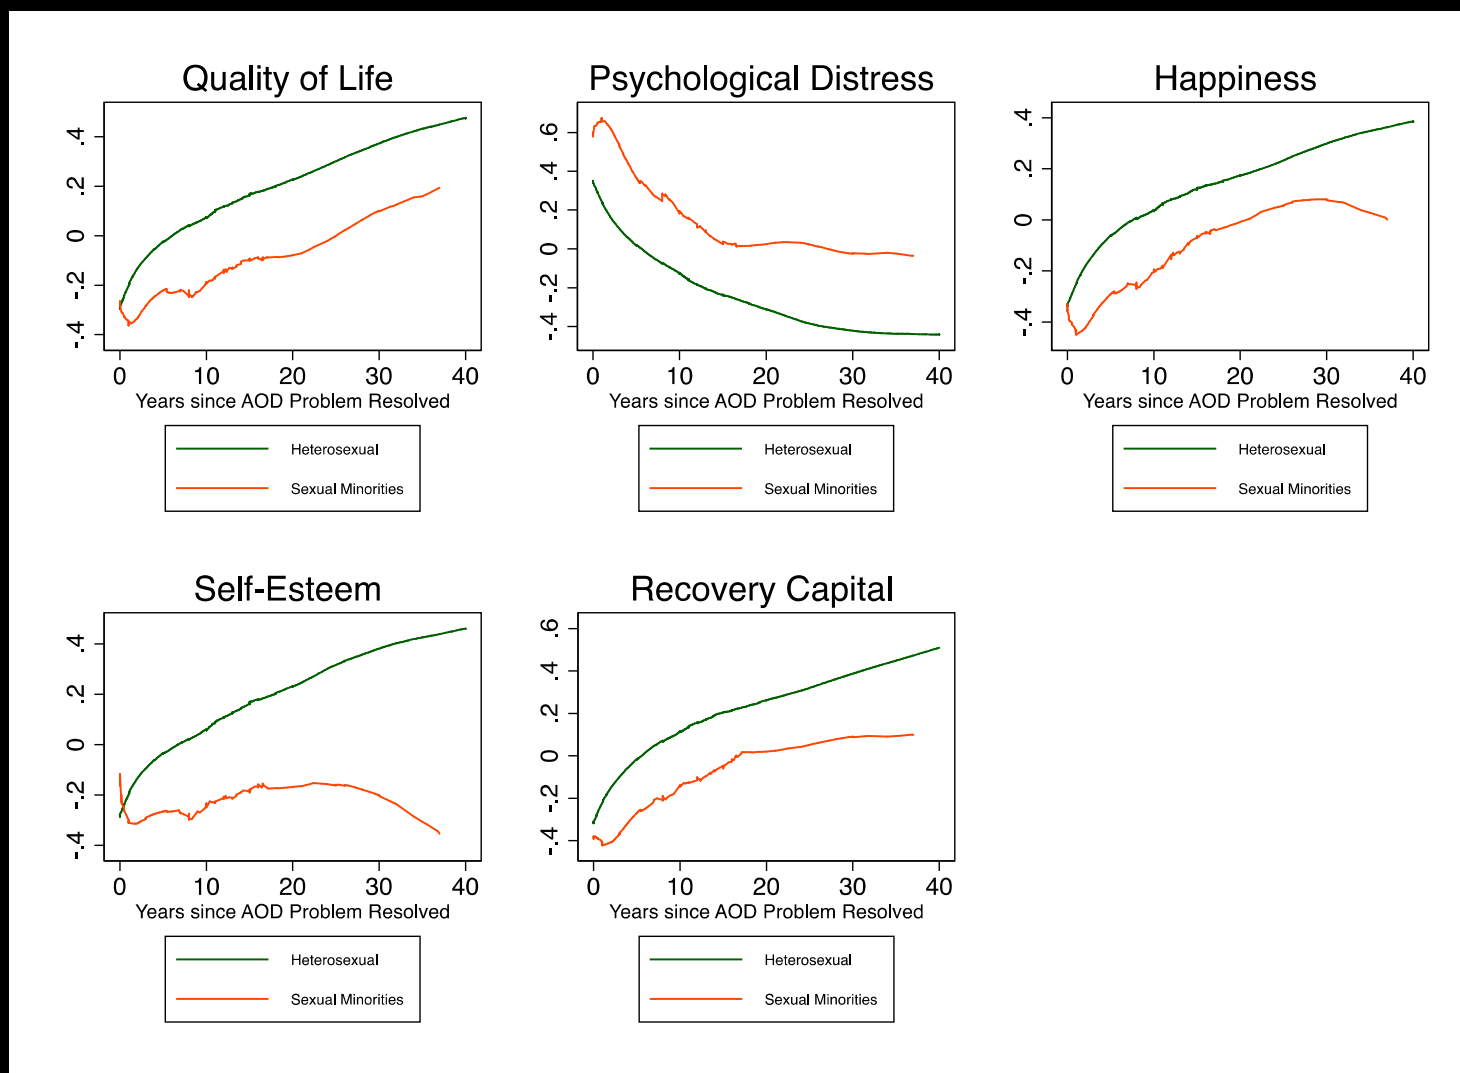 Quality of Life
.4
.2
0
-.2
-.4
0 10 20 30 40
Years since AOD Problem Resolved
Heterosexual
Sexual Minorities
Psychological Distress
.6
.4
.2
0
-.2
-.4
0 10 20 30 40
Years since AOD Problem Resolved
Heterosexual
Sexual Minorities
Happiness
.4
.2
0
-.2
-.4
0 10 20 30 40
Years since AOD Problem Resolved
Heterosexual
Sexual Minorities
Self-Esteem
.4
.2
0
-.2
-.4
0 10 20 30 40
Years since AOD Problem Resolved
Heterosexual
Sexual Minorities
Recovery Capital
.6
.4
.2
0
-.2
-.4
0 10 20 30 40
Years since AOD Problem Resolved
Heterosexual
Sexual Minorities